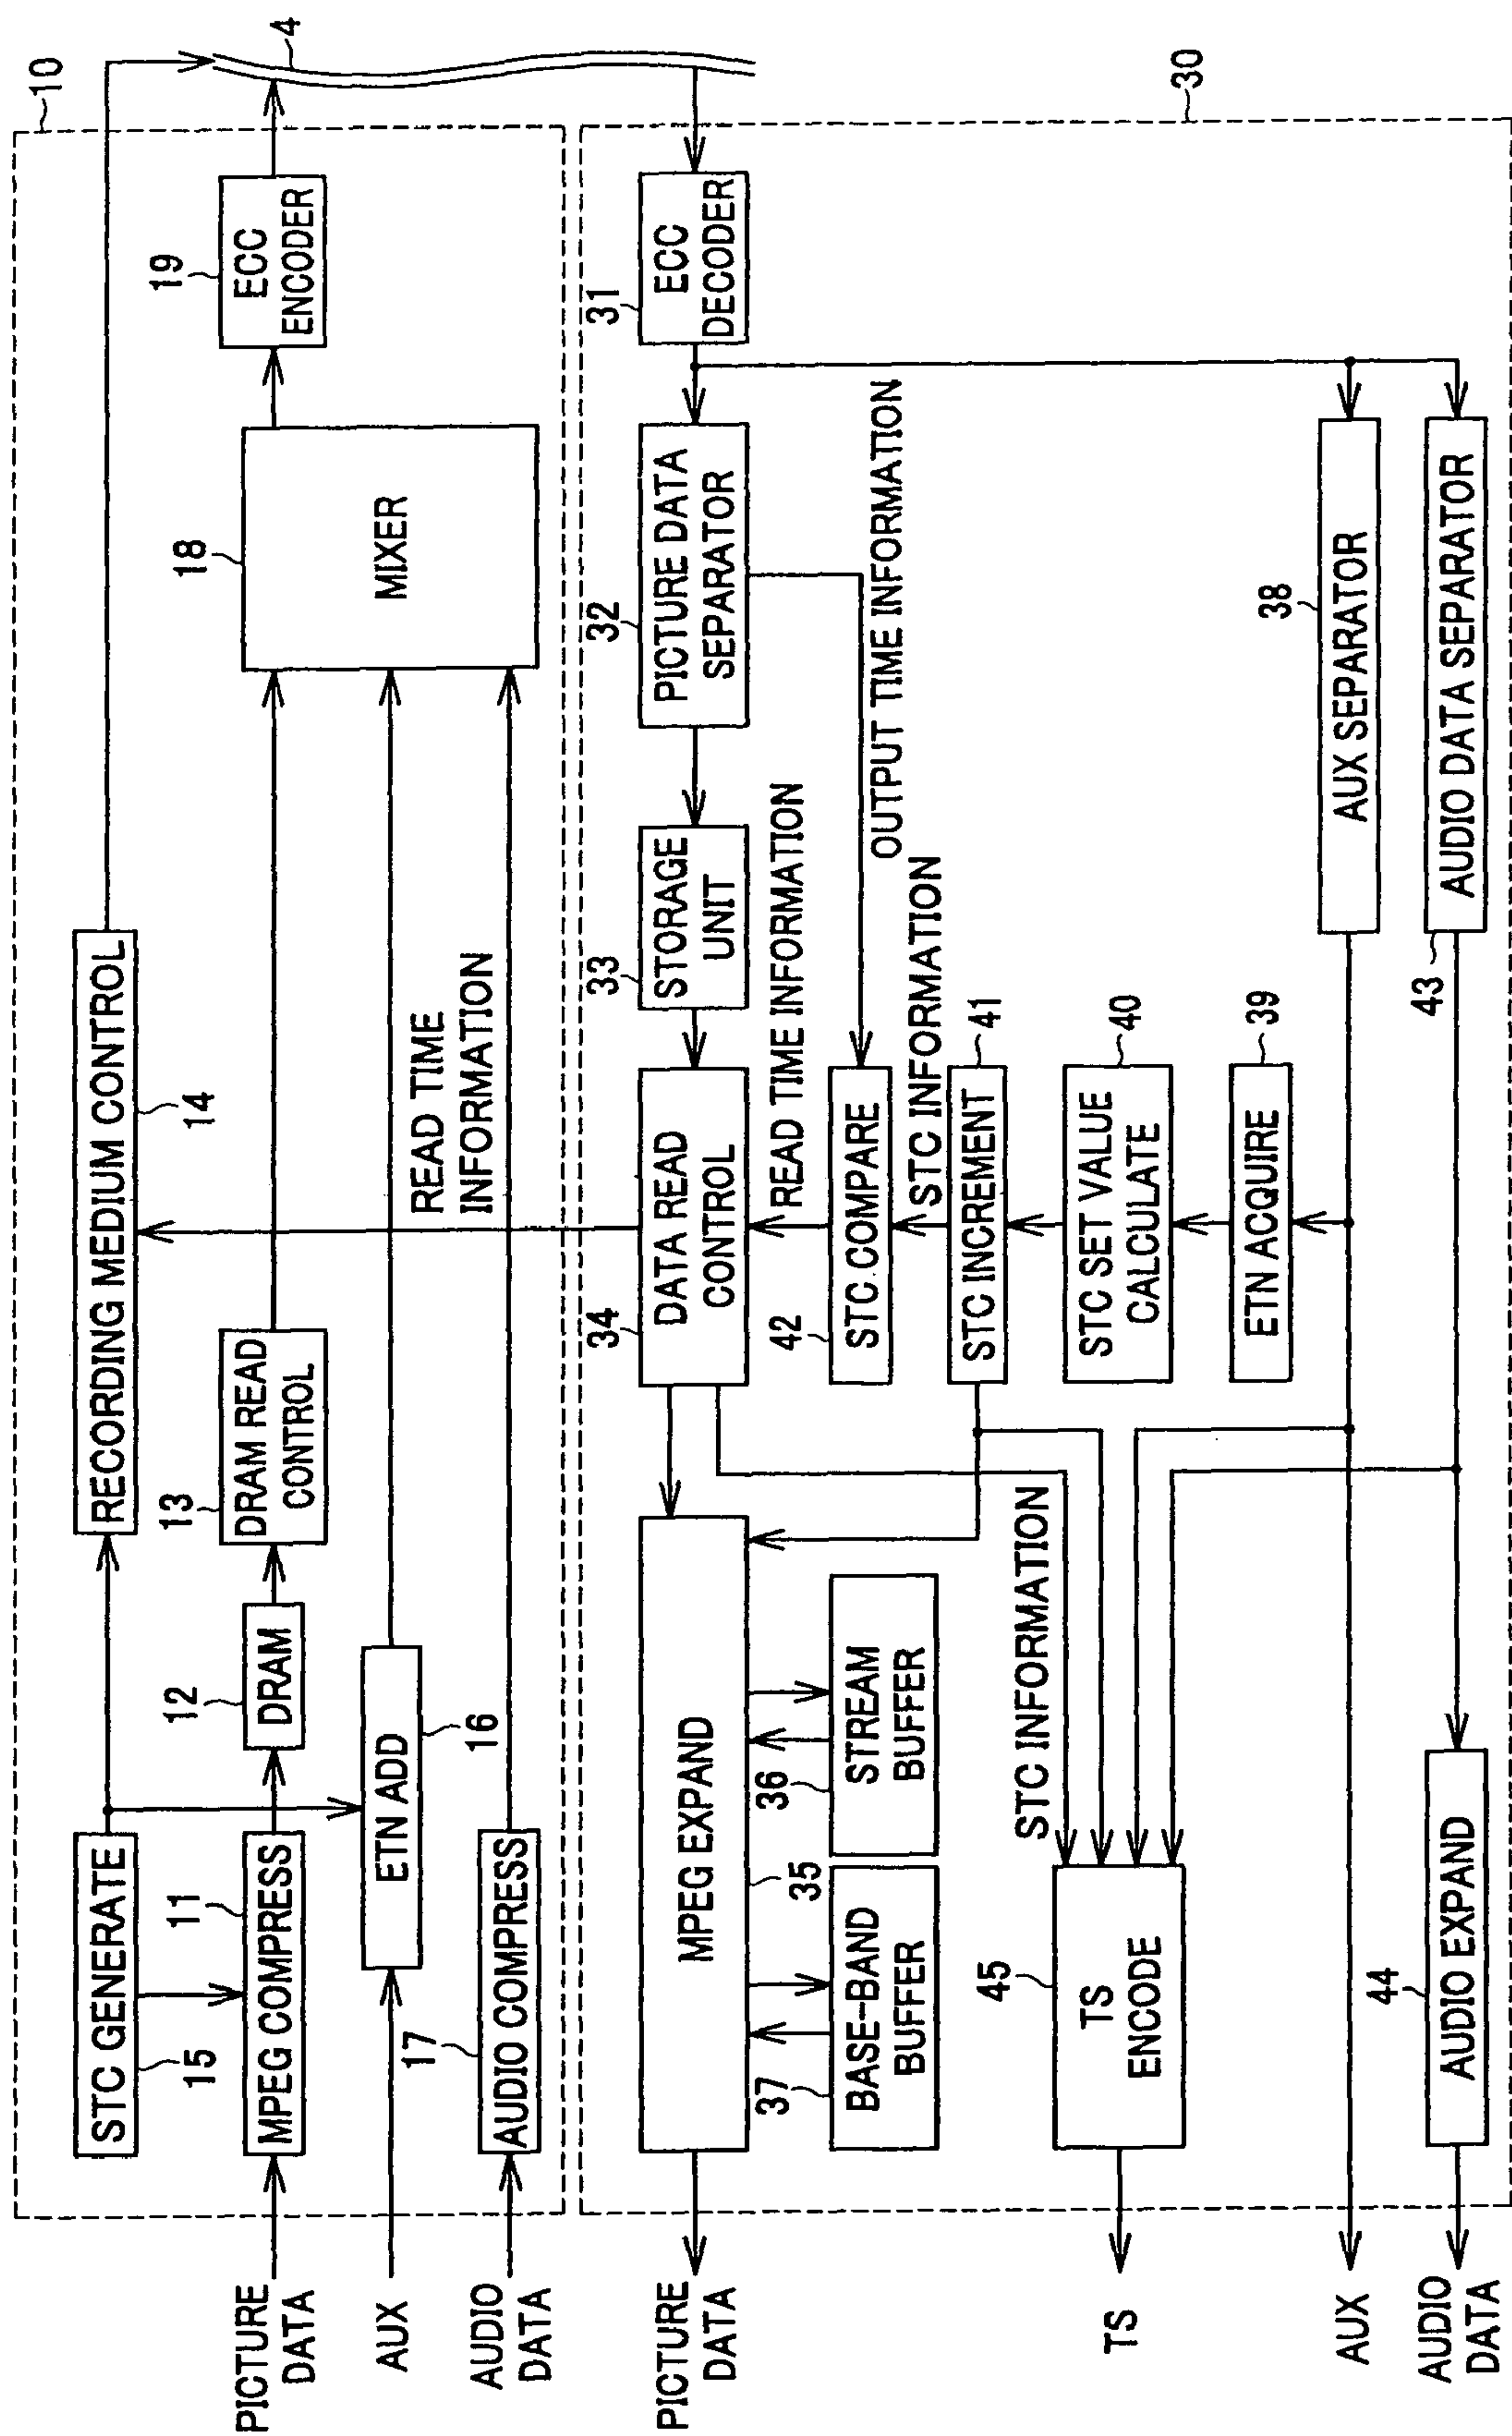 10
STC GENERATE
15
RECORDING MEDIUM CONTROL
14
4
PICTURE
DATA
11
MPEG COMPRESS
12
DRAM
13
DRAM READ
CONTROL
18
MIXER
19
ECC
ENCODER
AUX
ETN ADD
16
READ TIME
INFORMATION
AUDIO
DATA
17
AUDIO COMPRESS
30
PICTURE
DATA
MPEG EXPAND
35
34
DATA READ
CONTROL
33
STORAGE
UNIT
32
PICTURE DATA
SEPARATOR
31
ECC
DECODER
37
BASE-BAND
BUFFER
36
STREAM
BUFFER
READ TIME INFORMATION
42
STC COMPARE
OUTPUT TIME INFORMATION
STC INFORMATION
STC INCREMENT
41
STC INFORMATION
TS
45
TS
ENCODE
STC SET VALUE
CALCULATE
40
ETN ACQUIRE
39
38
AUX SEPARATOR
AUX
AUDIO
DATA
44
AUDIO EXPAND
43
AUDIO DATA SEPARATOR